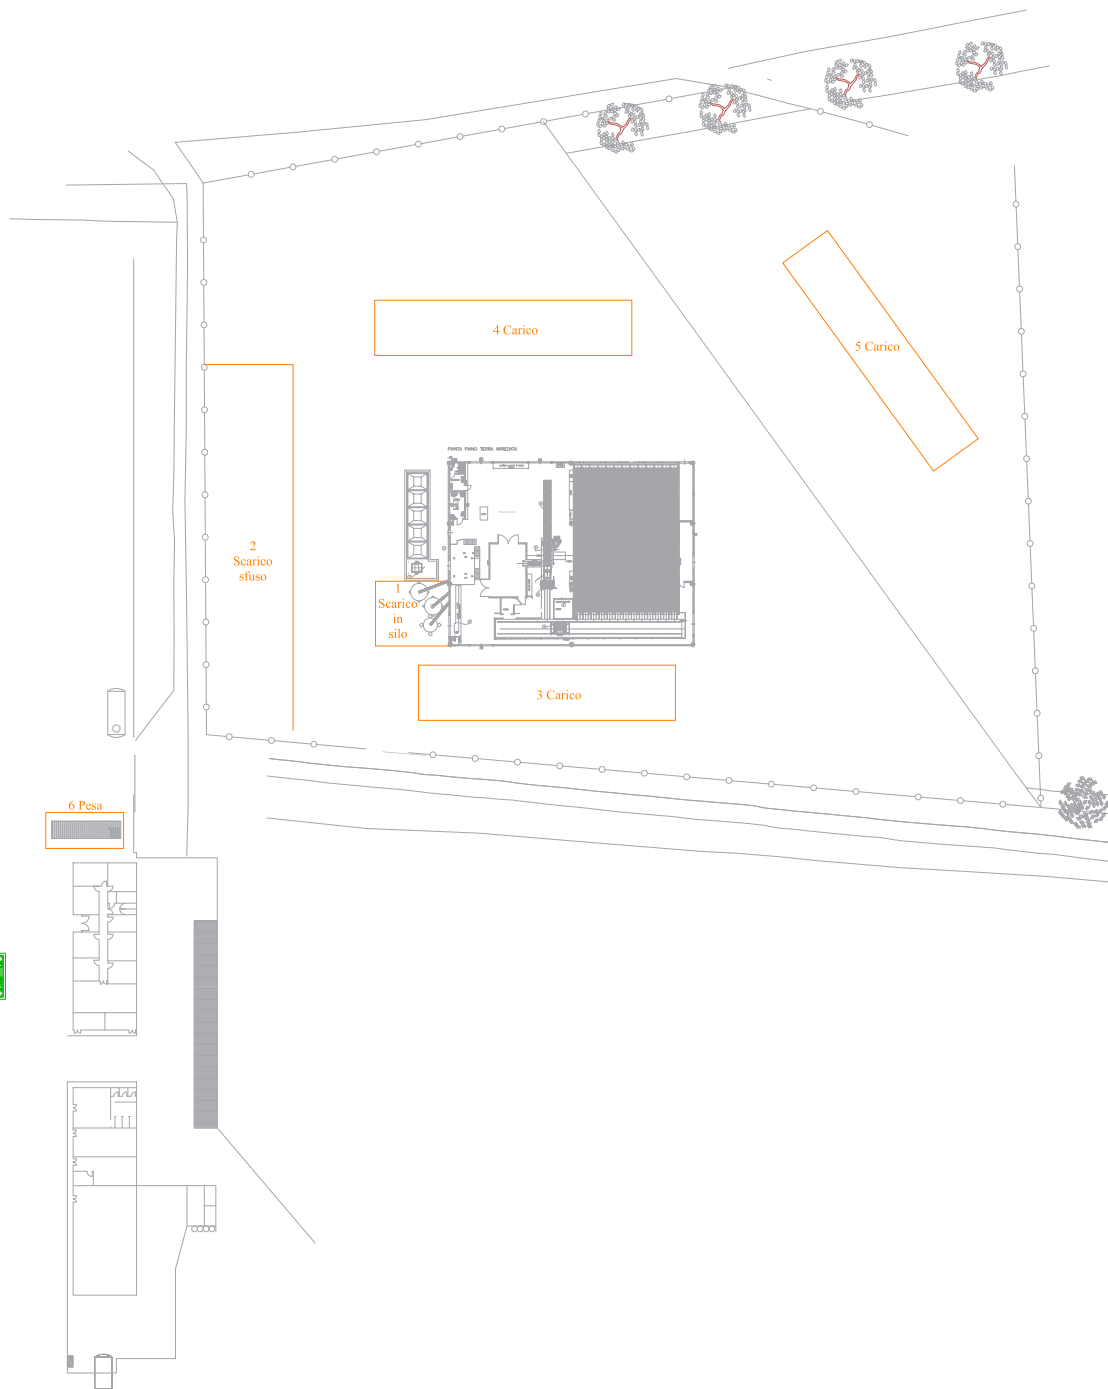 4 Carico
5 Carico
PIANTA PIANO TERRA ARREDATA
2
Scarico
sfuso
1
Scarico
in
silo
3 Carico
6 Pesa